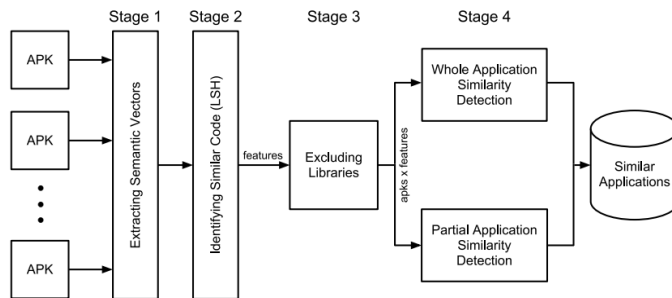 Stage 1
Stage 2
Stage 3
Stage 4
APK
APK
APK
Extracting Semantic Vectors
Identifying Similar Code (LSH)
features
Excluding
Libraries
apks x features
Whole Application
Similarity
Detection
Partial Application
Similarity
Detection
Similar
Applications